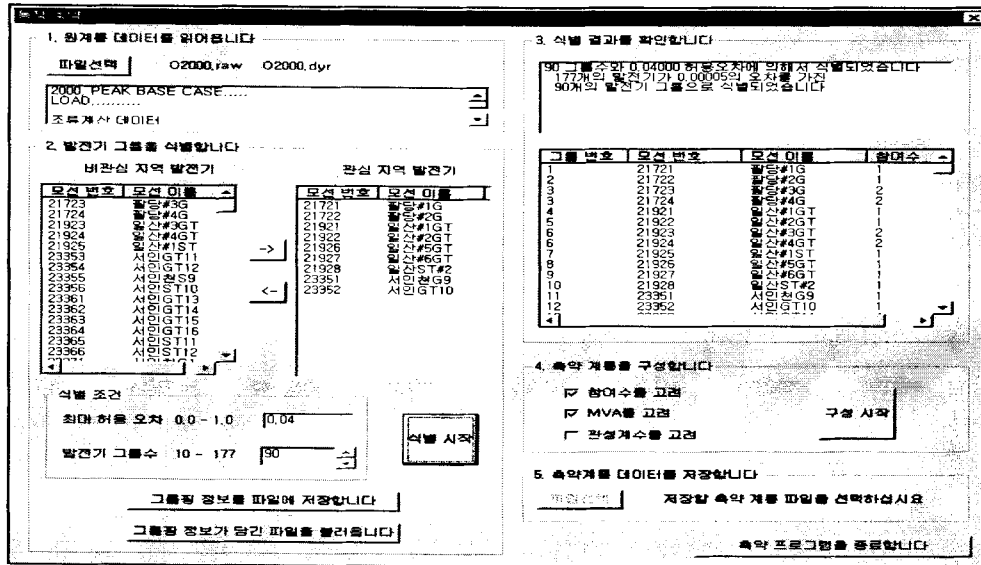 동적 축약
1. 원계통 데이터를 읽어옵니다
파일선택 O2000.raw O2000.dyr
2000 PEAK BASE CASE.....
LOAD..........
조류계산 데이터
2. 발전기 그룹을 식별합니다
비관심 지역 발전기
모선 번호 모선 이름
21723 팔당#3G
21724 팔당#4G
21923 일산#3GT
21924 일산#4GT
21925 일산#1ST
23353 서인GT11
23354 서인GT12
23355 서인천S9
23356 서인ST10
23361 서인GT13
23362 서인GT14
23363 서인GT15
23364 서인GT16
23365 서인ST11
23366 서인ST12
->
<-
관심 지역 발전기
모선 번호 모선 이름
21721 팔당#1G
21722 팔당#2G
21921 일산#1GT
21922 일산#2GT
21926 일산#5GT
21927 일산#6GT
21928 일산ST#2
23351 서인천G9
23352 서인GT10
식별 조건
최대 허용 오차 0.0 - 1.0 0.04
발전기 그룹수 10 - 177 90
식별 시작
그룹핑 정보를 파일에 저장합니다
그룹핑 정보가 담긴 파일을 불러옵니다
3. 식별 결과를 확인합니다
90 그룹수와 0.04000 허용오차에 의해서 식별되었습니다
177개의 발전기가 0.00005의 오차를 가진
90개의 발전기 그룹으로 식별되었습니다
그룹 번호 모선 번호 모선 이름 참여수
1 21721 팔당#1G 1
2 21722 팔당#2G 1
3 21723 팔당#3G 2
3 21724 팔당#4G 2
4 21921 일산#1GT 1
5 21922 일산#2GT 1
6 21923 일산#3GT 2
6 21924 일산#4GT 2
7 21925 일산#1ST 1
8 21926 일산#5GT 1
9 21927 일산#6GT 1
10 21928 일산ST#2 1
11 23351 서인천G9 1
12 23352 서인GT10 1
4. 축약 계통을 구성합니다
참여수를 고려
MVA를 고려
관성계수를 고려
구성 시작
5. 축약계통 데이터를 저장합니다
파일선택 저장할 축약 계통 파일을 선택하십시요
축약 프로그램을 종료합니다